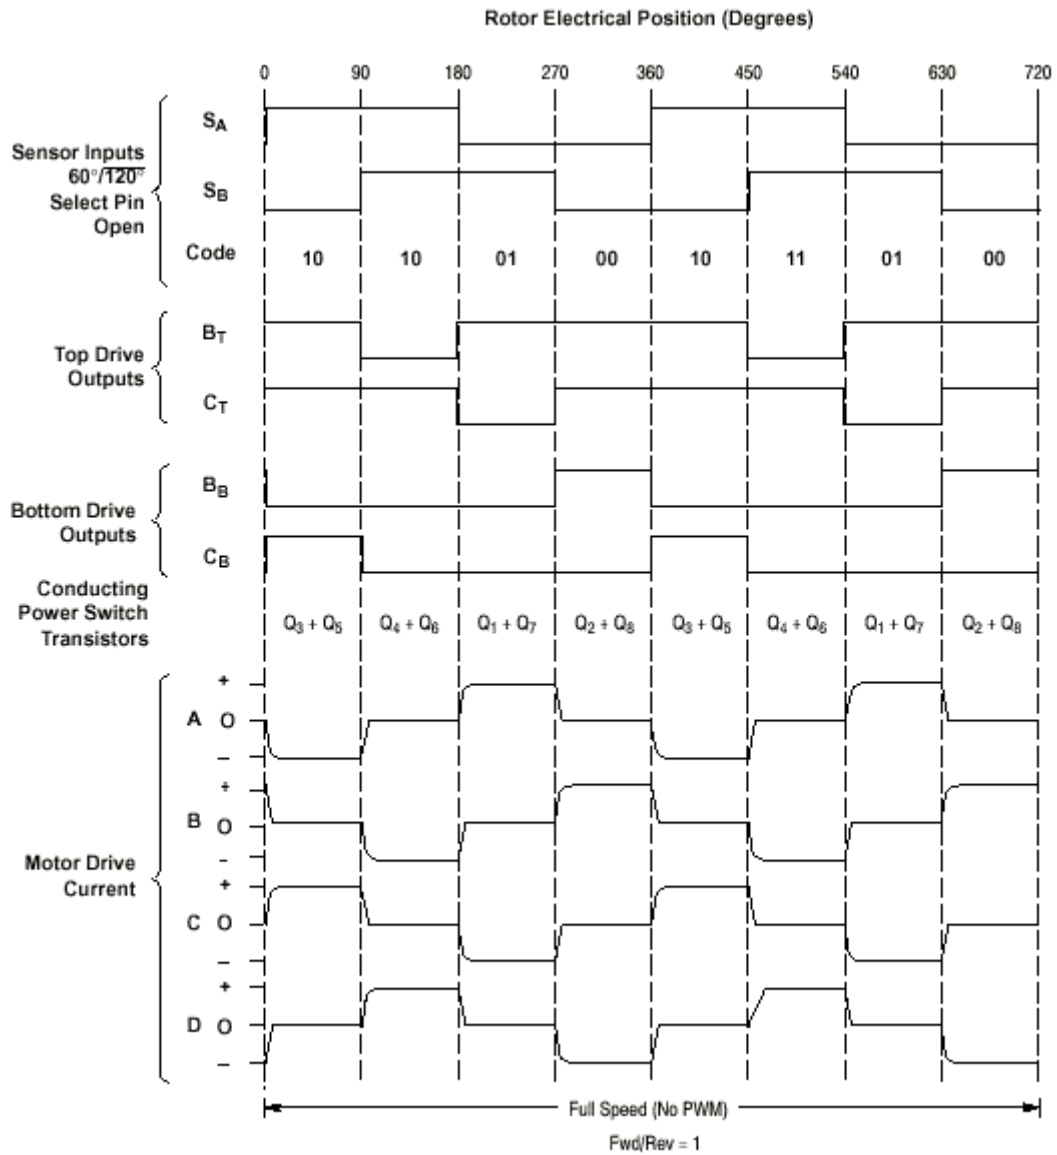 Rotor Electrical Position (Degrees)
0 90 180 270 360 450 540 630 720
Sensor Inputs
60°/120°
Select Pin
Open
SA
SB
Code 10 10 01 00 10 11 01 00
Top Drive
Outputs
BT
CT
Bottom Drive
Outputs
BB
CB
Conducting
Power Switch
Transistors
Q3 + Q5 Q4 + Q6 Q1 + Q7 Q2 + Q8 Q3 + Q5 Q4 + Q6 Q1 + Q7 Q2 + Q8
Motor Drive
Current
+
A O
–
+
B O
–
+
C O
–
+
D O
–
Full Speed (No PWM)
Fwd/Rev = 1